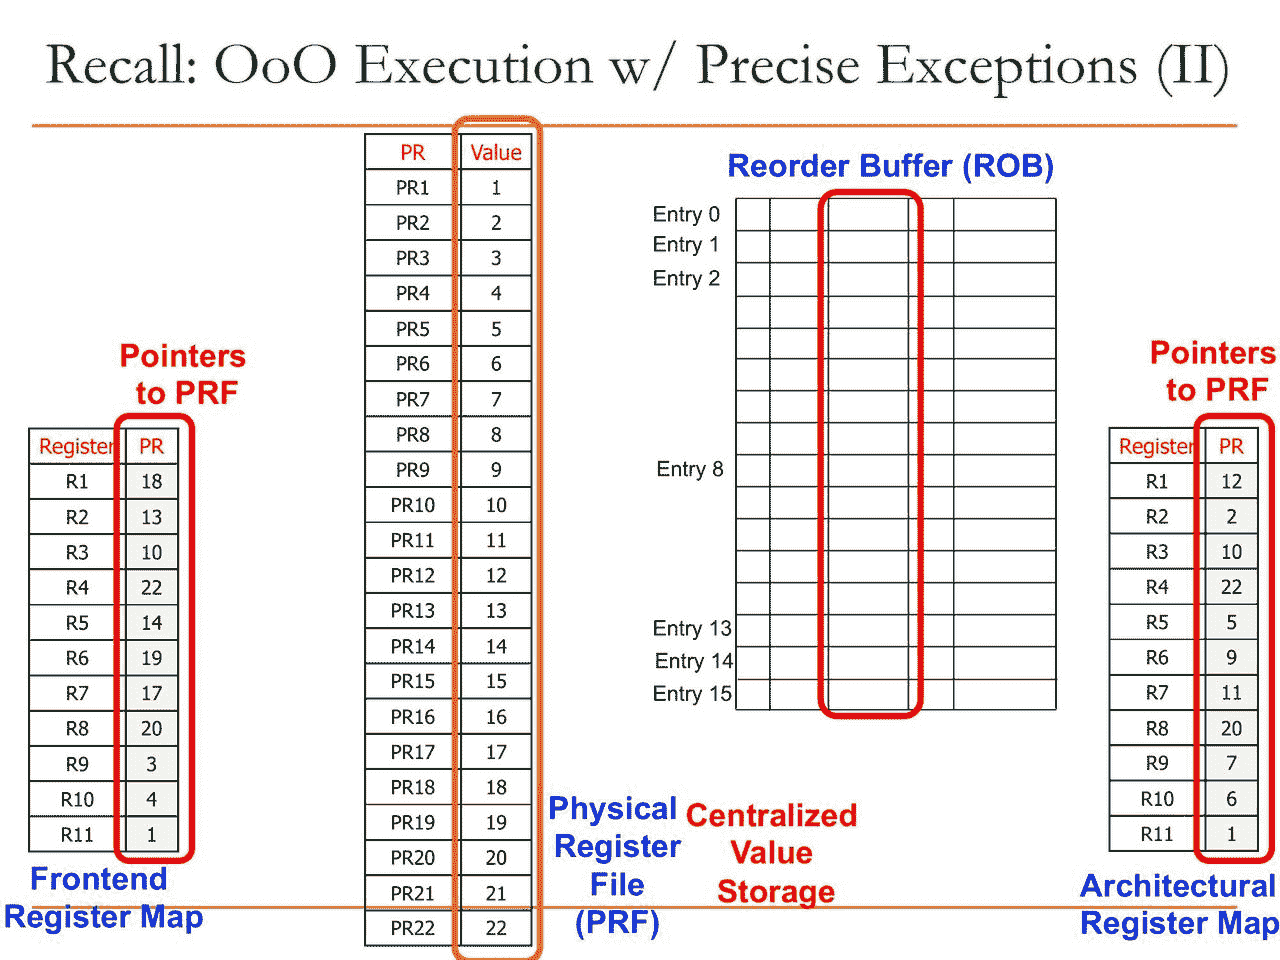 Recall: OoO Execution w/ Precise Exceptions (II)
Pointers
to PRF
Register PR
R1 18
R2 13
R3 10
R4 22
R5 14
R6 19
R7 17
R8 20
R9 3
R10 4
R11 1
Frontend
Register Map
PR Value
PR1 1
PR2 2
PR3 3
PR4 4
PR5 5
PR6 6
PR7 7
PR8 8
PR9 9
PR10 10
PR11 11
PR12 12
PR13 13
PR14 14
PR15 15
PR16 16
PR17 17
PR18 18
PR19 19
PR20 20
PR21 21
PR22 22
Physical
Register
File
(PRF)
Centralized
Value
Storage
Reorder Buffer (ROB)
Entry 0
Entry 1
Entry 2
Entry 8
Entry 13
Entry 14
Entry 15
Pointers
to PRF
Register PR
R1 12
R2 2
R3 10
R4 22
R5 5
R6 9
R7 11
R8 20
R9 7
R10 6
R11 1
Architectural
Register Map